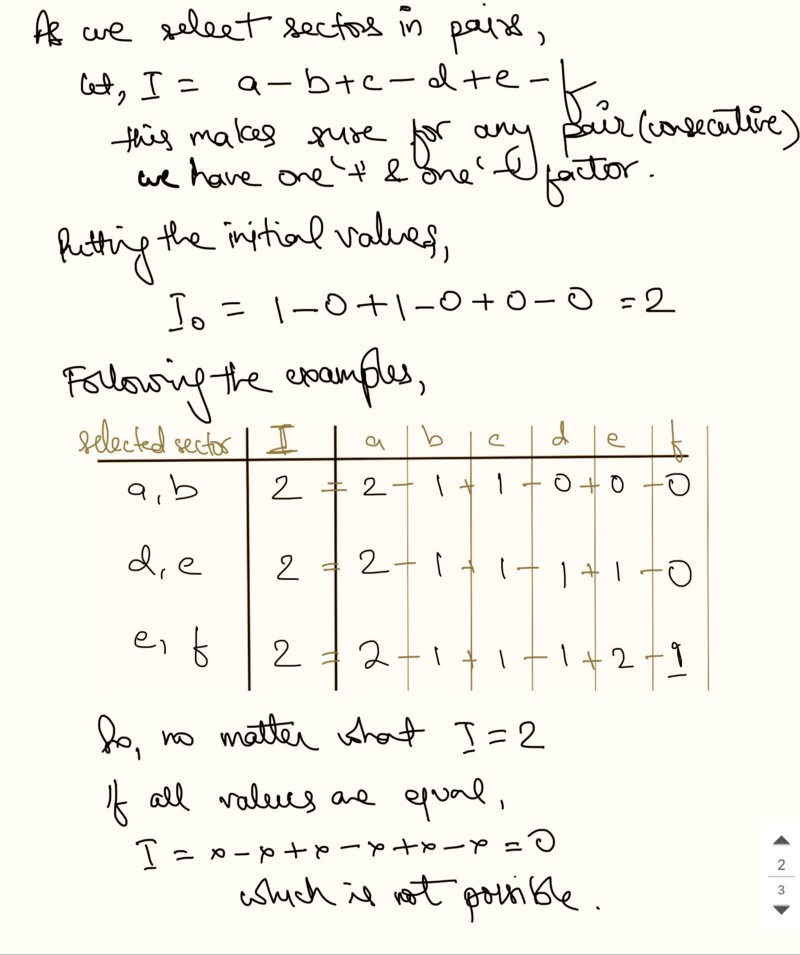 As we select sectos in pairs,
let, I = a - b + c - d + e - f
this makes sure for any pair (consecutive)
we have one '+' & one '-' factor.
Putting the initial values,
I₀ = 1 - 0 + 1 - 0 + 0 - 0 = 2
Following the examples,
selected sector I a b c d e f
a, b 2 = 2 - 1 + 1 - 0 + 0 - 0
d, e 2 = 2 - 1 + 1 - 1 + 1 - 0
e, f 2 = 2 - 1 + 1 - 1 + 2 - 1
So, no matter what I = 2
If all values are equal,
I = x - x + x - x + x - x = 0
which is not possible.
2
3